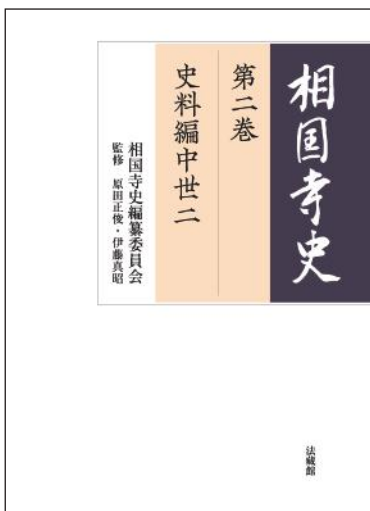 相国寺史
第二巻
史料編中世二
相国寺史編纂委員会
監修 原田正俊・伊藤真昭
法藏館